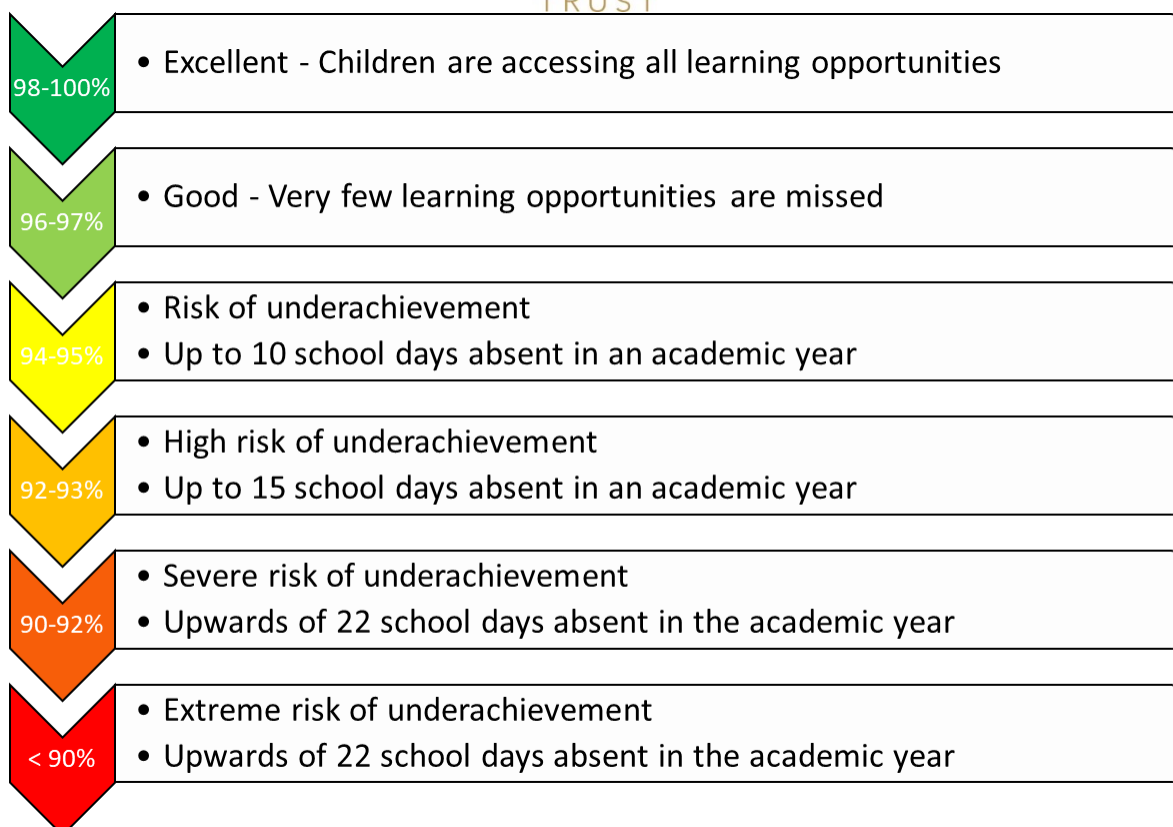 TRUST
98-100%
• Excellent - Children are accessing all learning opportunities
96-97%
• Good - Very few learning opportunities are missed
94-95%
• Risk of underachievement
• Up to 10 school days absent in an academic year
92-93%
• High risk of underachievement
• Up to 15 school days absent in an academic year
90-92%
• Severe risk of underachievement
• Upwards of 22 school days absent in the academic year
< 90%
• Extreme risk of underachievement
• Upwards of 22 school days absent in the academic year